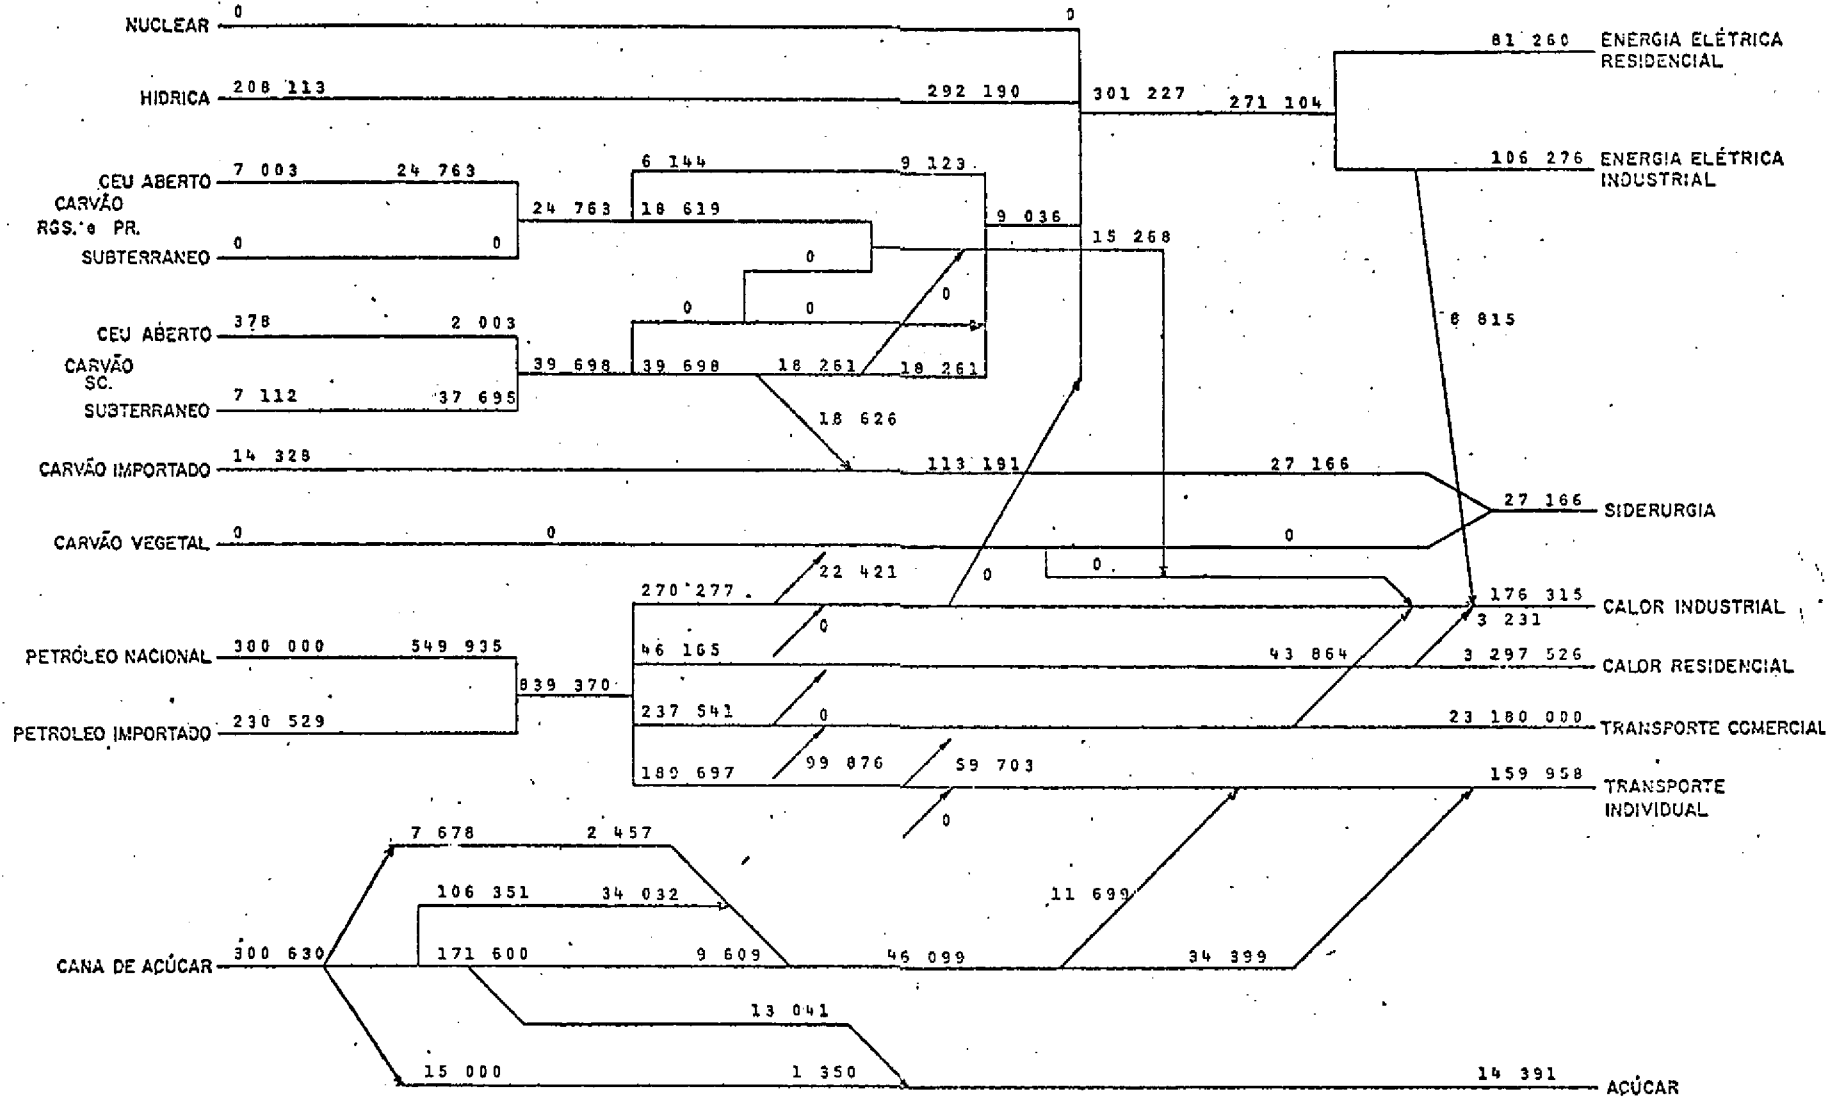 NUCLEAR 0 0
81 260 ENERGIA ELÉTRICA
RESIDENCIAL
HIDRICA 208 113 292 190 301 227 271 104
CEU ABERTO 7 003 24 763 6 144 9 123 106 276 ENERGIA ELÉTRICA
INDUSTRIAL
CARVÃO
RGS. e PR.
24 763 18 619 9 036
SUBTERRANEO 0 0 0 15 268
0
CEU ABERTO 378 2 003 0 0 8 815
CARVÃO
SC.
39 698 39 698 18 261 18 261
SUBTERRANEO 7 112 37 695
18 626
CARVÃO IMPORTADO 14 328 113 191 27 166
27 166 SIDERURGIA
CARVÃO VEGETAL 0 0 0
22 421 0 0
270 277 176 315 CALOR INDUSTRIAL
0 3 231
PETRÓLEO NACIONAL 380 000 549 935 46 165 43 864 3 297 526 CALOR RESIDENCIAL
839 370
PETROLEO IMPORTADO 230 529 237 541 0 23 180 000 TRANSPORTE COMERCIAL
99 876 59 703
189 697 159 958 TRANSPORTE
INDIVIDUAL
0
7 678 2 457
106 351 34 032 11 699
CANA DE AÇÚCAR 300 630 171 600 9 609 46 099 34 399
13 041
15 000 1 350 14 391 AÇÚCAR